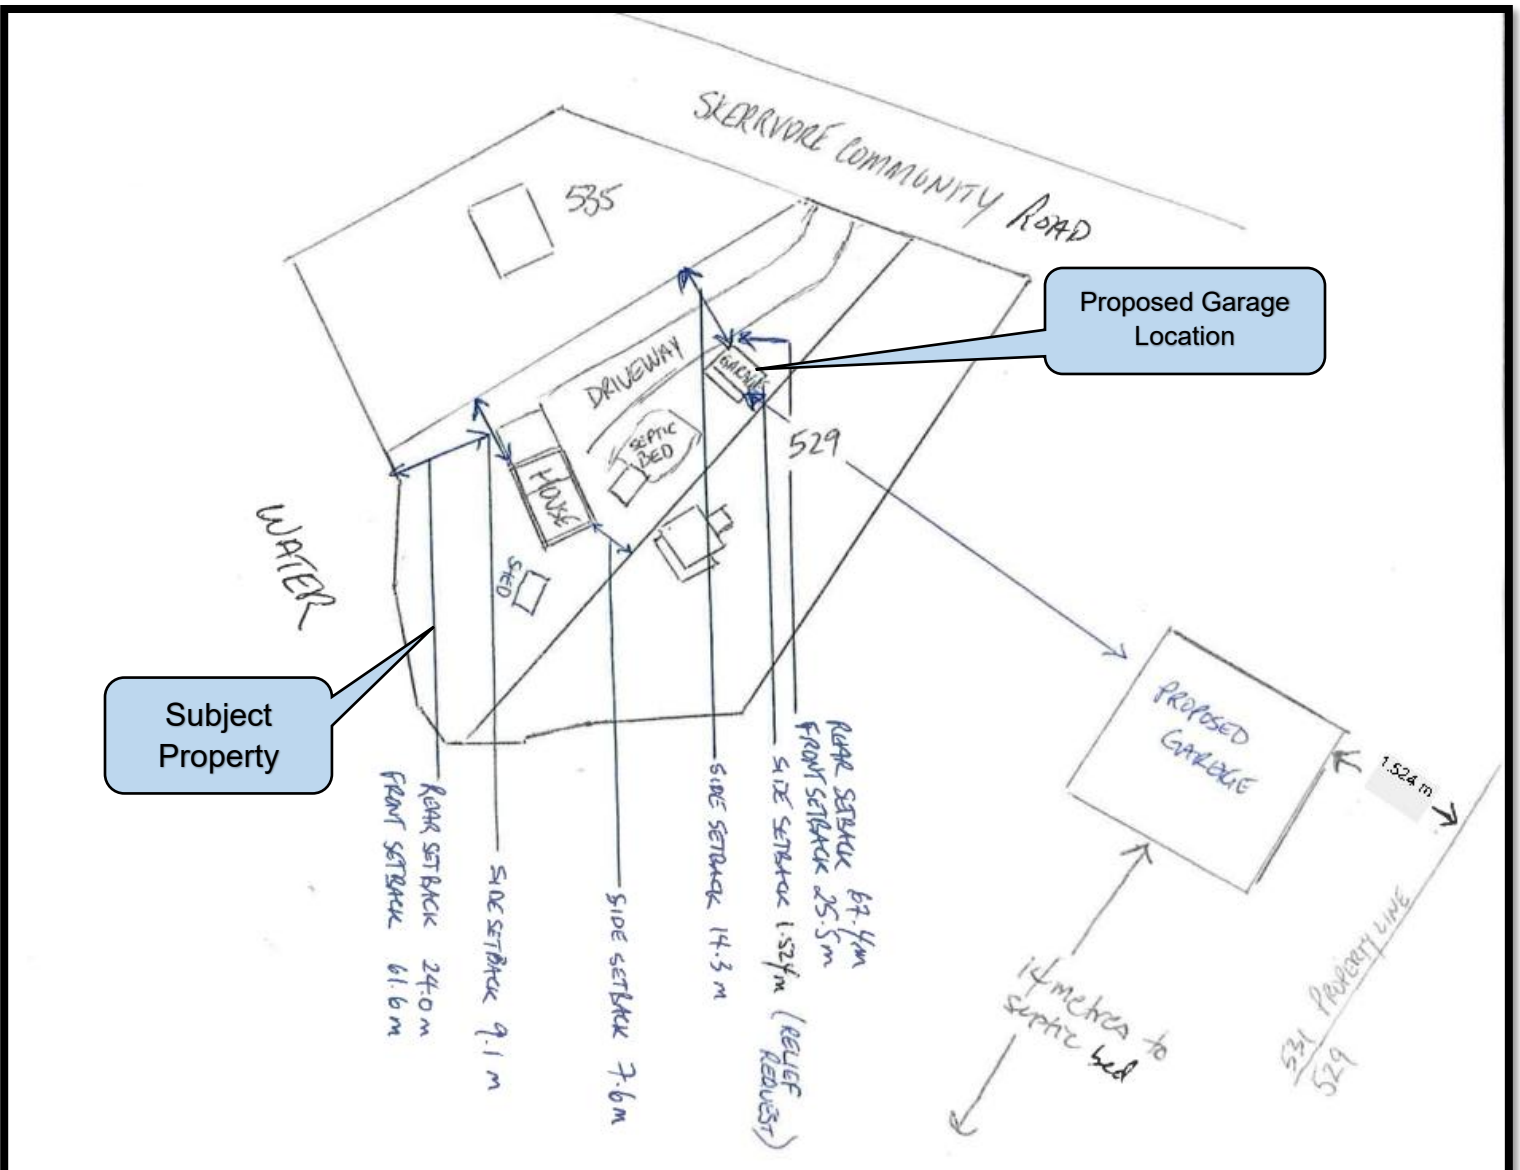 SKERRVORE COMMUNITY ROAD
535
Proposed Garage
Location
DRIVEWAY
GARAGE
529
SEPTIC
BED
HOUSE
SHED
WATER
Subject
Property
PROPOSED
GARAGE
1.524 m
REAR SETBACK 24.0 m
FRONT SETBACK 61.6 m
SIDE SETBACK 9.1 m
SIDE SETBACK 7.6 m
SIDE SETBACK 14.3 m
SIDE SETBACK 1.524m (RELIEF
REQUEST)
REAR SETBACK 67.4m
FRONT SETBACK 25.5 m
14 metres to
septic bed
531 PROPERTY LINE
529